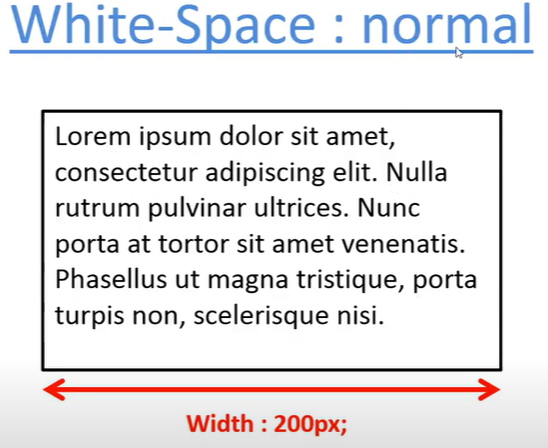 White-Space : normal
Lorem ipsum dolor sit amet,
consectetur adipiscing elit. Nulla
rutrum pulvinar ultrices. Nunc
porta at tortor sit amet venenatis.
Phasellus ut magna tristique, porta
turpis non, scelerisque nisi.
Width : 200px;